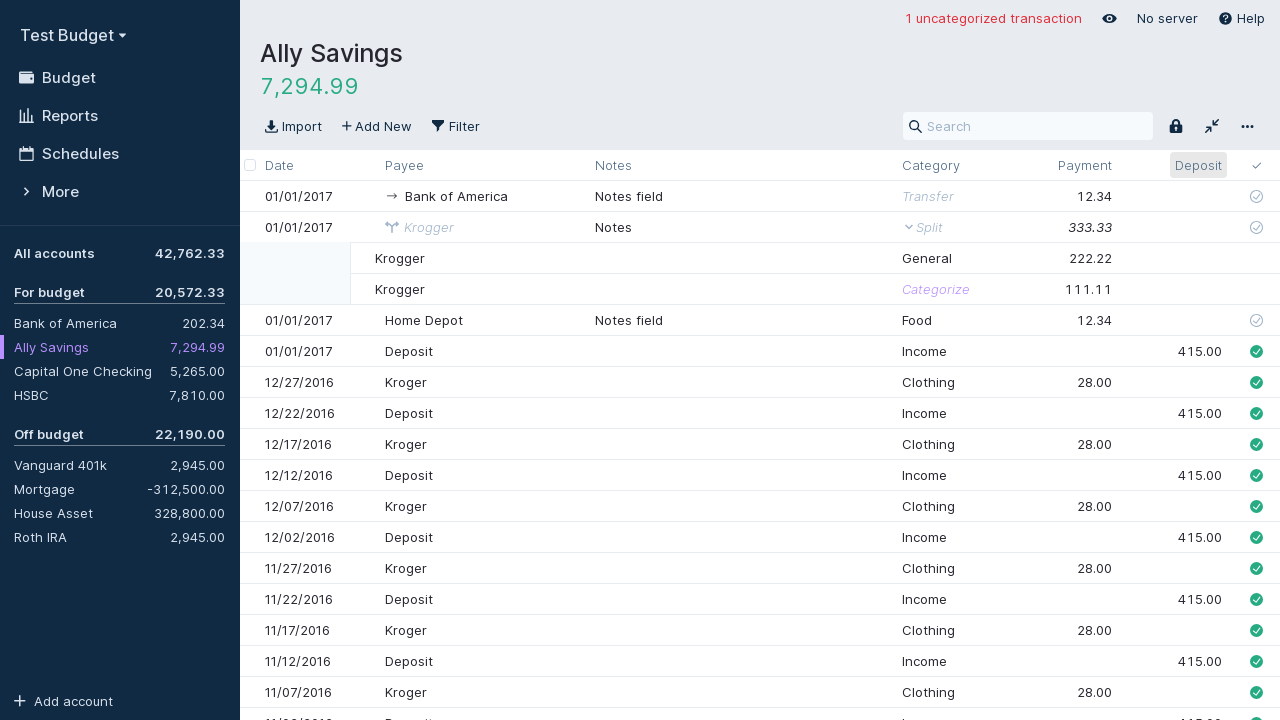 Test Budget
Budget
Reports
Schedules
More
All accounts 42,762.33
For budget 20,572.33
Bank of America 202.34
Ally Savings 7,294.99
Capital One Checking 5,265.00
HSBC 7,810.00
Off budget 22,190.00
Vanguard 401k 2,945.00
Mortgage -312,500.00
House Asset 328,800.00
Roth IRA 2,945.00
Add account
1 uncategorized transaction No server Help
Ally Savings
7,294.99
Import Add New Filter Search
Date Payee Notes Category Payment Deposit
01/01/2017 Bank of America Notes field Transfer 12.34
01/01/2017 Krogger Notes Split 333.33
Krogger General 222.22
Krogger Categorize 111.11
01/01/2017 Home Depot Notes field Food 12.34
01/01/2017 Deposit Income 415.00
12/27/2016 Kroger Clothing 28.00
12/22/2016 Deposit Income 415.00
12/17/2016 Kroger Clothing 28.00
12/12/2016 Deposit Income 415.00
12/07/2016 Kroger Clothing 28.00
12/02/2016 Deposit Income 415.00
11/27/2016 Kroger Clothing 28.00
11/22/2016 Deposit Income 415.00
11/17/2016 Kroger Clothing 28.00
11/12/2016 Deposit Income 415.00
11/07/2016 Kroger Clothing 28.00